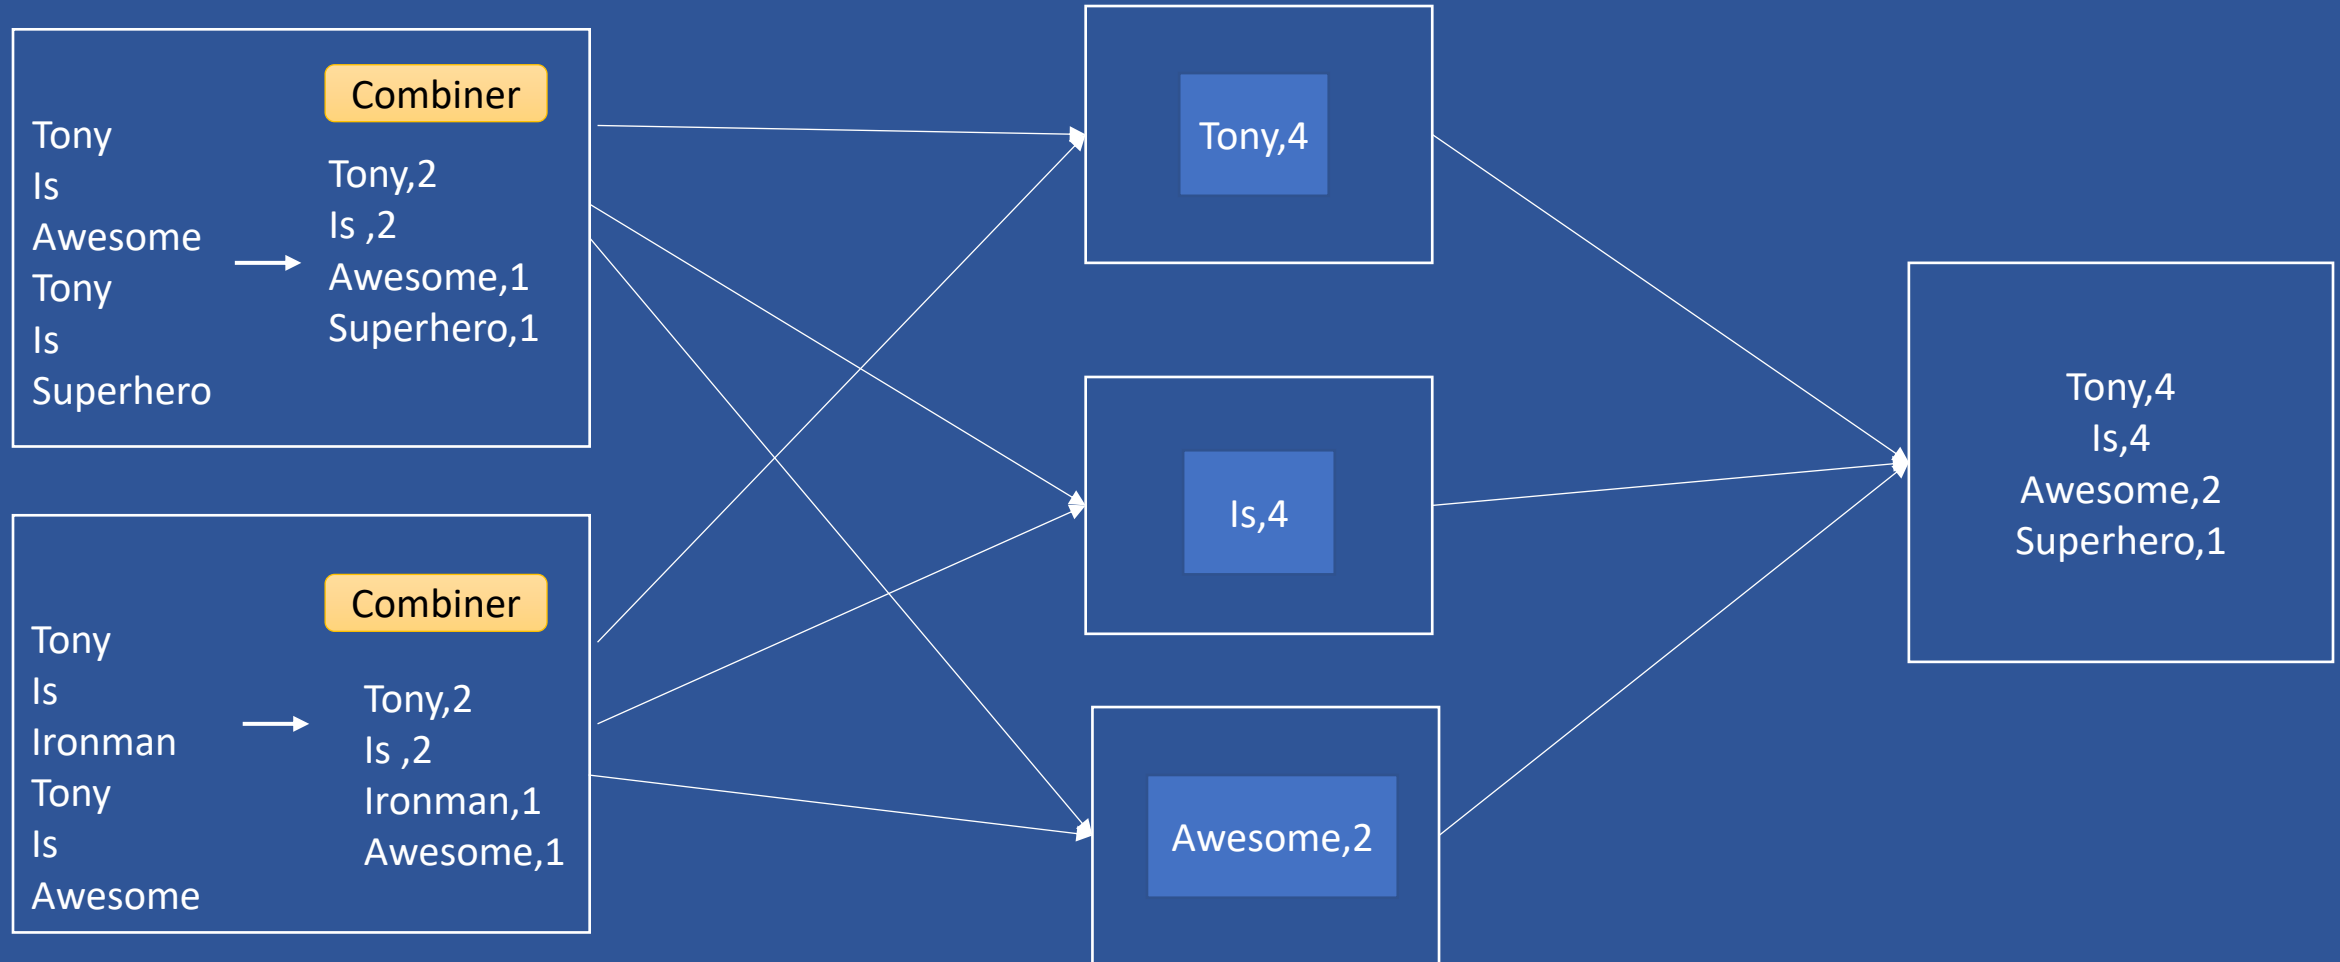 Combiner
Tony
Is
Awesome
Tony
Is
Superhero
Tony,2
Is ,2
Awesome,1
Superhero,1
Combiner
Tony
Is
Ironman
Tony
Is
Awesome
Tony,2
Is ,2
Ironman,1
Awesome,1
Tony,4
Is,4
Awesome,2
Tony,4
Is,4
Awesome,2
Superhero,1